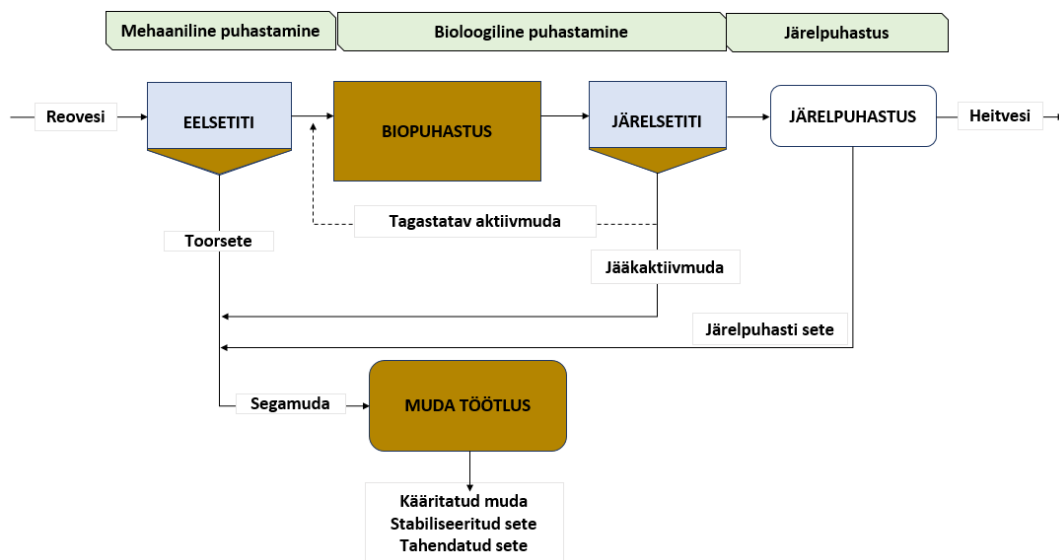 Mehaaniline puhastamine
Bioloogiline puhastamine
Järelpuhastus
Reovesi
EELSETITI
BIOPUHASTUS
JÄRELSETITI
JÄRELPUHASTUS
Heitvesi
Tagastatav aktiivmuda
Toorsete
Jääkaktiivmuda
Järelpuhasti sete
Segamuda
MUDA TÖÖTLUS
Kääritatud muda
Stabiliseeritud sete
Tahendatud sete